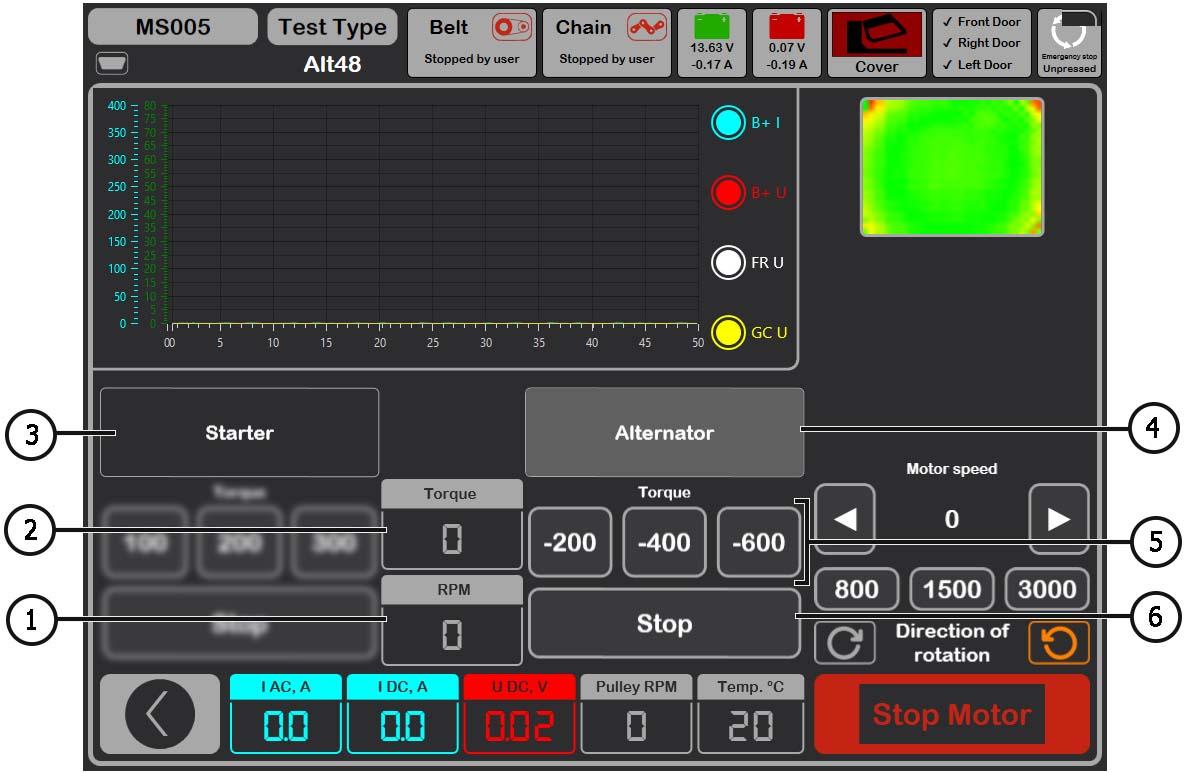 MS005
Test Type
Alt48
Belt
Stopped by user
Chain
Stopped by user
13.63 V
-0.17 A
0.07 V
-0.19 A
Cover
✓ Front Door
✓ Right Door
✓ Left Door
Emergency stop
Unpressed
400
350
300
250
200
150
100
50
0
80
75
70
65
60
55
50
45
40
35
30
25
20
15
10
5
0
00 5 10 15 20 25 30 35 40 45 50
B+ I
B+ U
FR U
GC U
3
Starter
Alternator
4
Torque
100 200 300
Stop
2
Torque
0
1
RPM
0
Torque
-200 -400 -600
Stop
Motor speed
◀ 0 ▶
5
800 1500 3000
6
Direction of
rotation
I AC, A
0.0
I DC, A
0.0
U DC, V
0.02
Pulley RPM
0
Temp. °C
20
Stop Motor